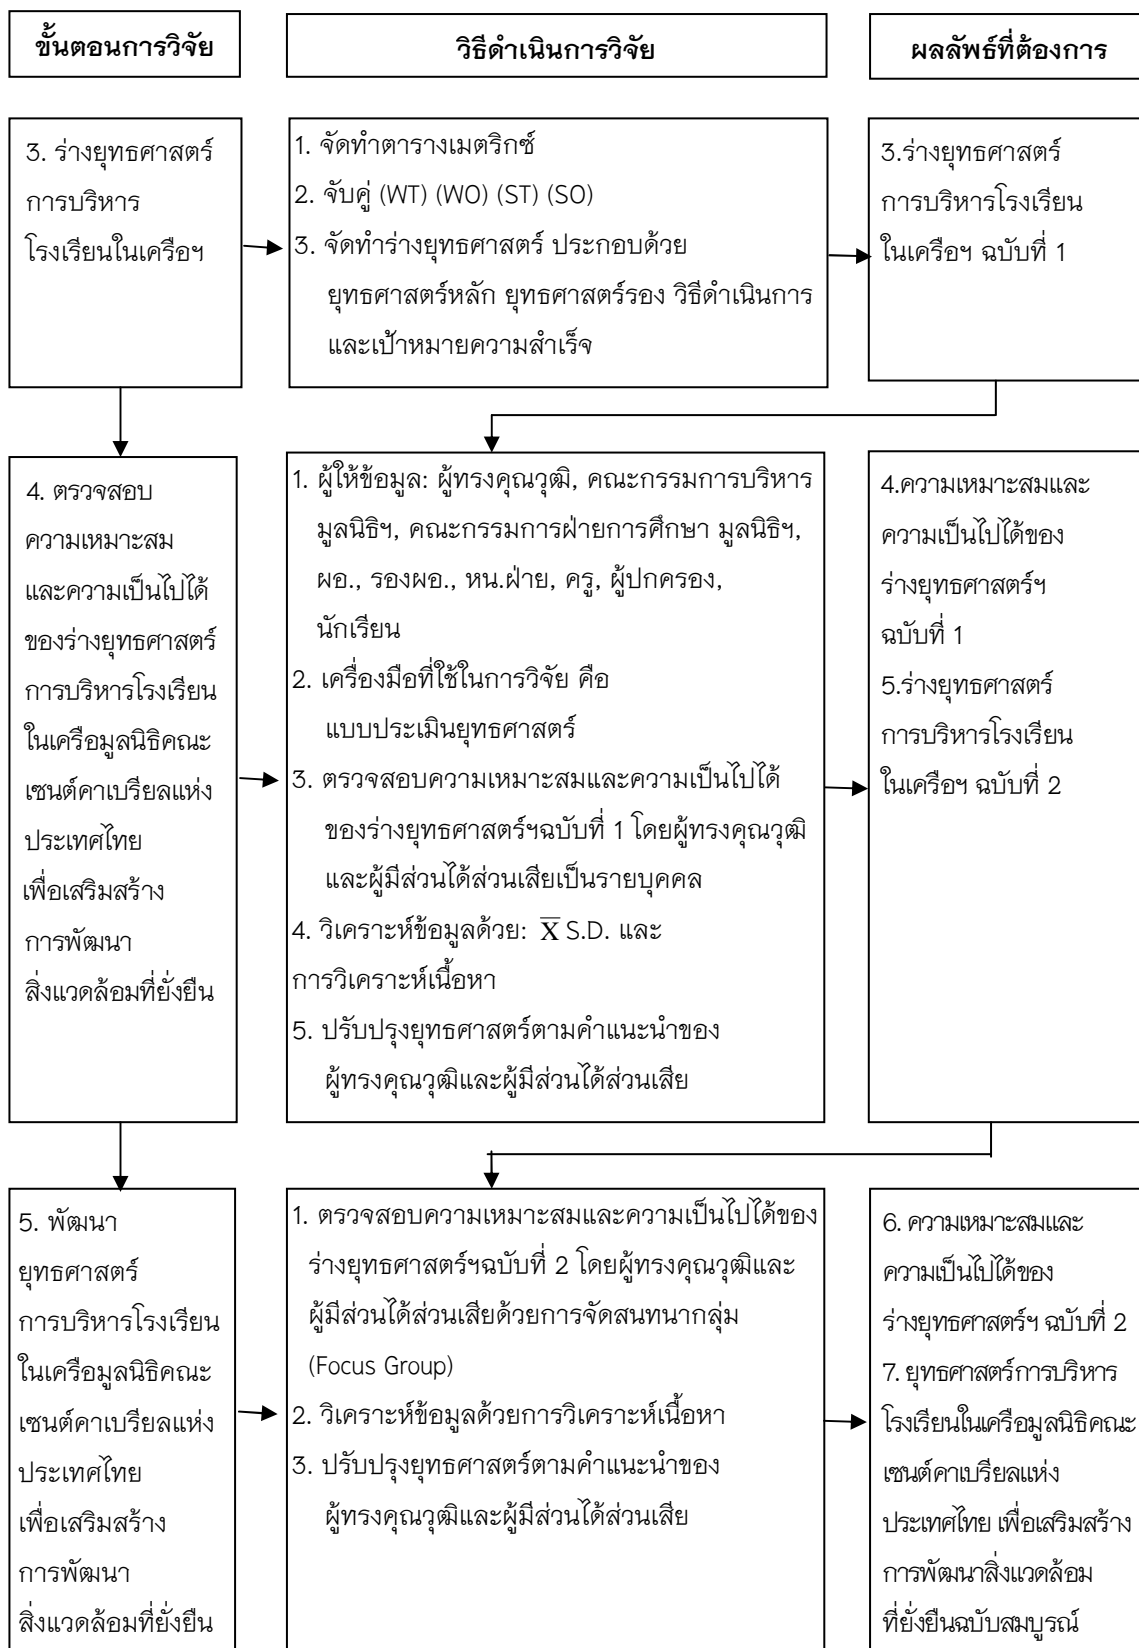 ขั้นตอนการวิจัย
วิธีดำเนินการวิจัย
ผลลัพธ์ที่ต้องการ
3. ร่างยุทธศาสตร์
การบริหาร
โรงเรียนในเครือฯ
1. จัดทำตารางเมตริกซ์
2. จับคู่ (WT) (WO) (ST) (SO)
3. จัดทำร่างยุทธศาสตร์ ประกอบด้วย
ยุทธศาสตร์หลัก ยุทธศาสตร์รอง วิธีดำเนินการ
และเป้าหมายความสำเร็จ
3.ร่างยุทธศาสตร์
การบริหารโรงเรียน
ในเครือฯ ฉบับที่ 1
4. ตรวจสอบ
ความเหมาะสม
และความเป็นไปได้
ของร่างยุทธศาสตร์
การบริหารโรงเรียน
ในเครือมูลนิธิคณะ
เซนต์คาเบรียลแห่ง
ประเทศไทย
เพื่อเสริมสร้าง
การพัฒนา
สิ่งแวดล้อมที่ยั่งยืน
1. ผู้ให้ข้อมูล: ผู้ทรงคุณวุฒิ, คณะกรรมการบริหาร
มูลนิธิฯ, คณะกรรมการฝ่ายการศึกษา มูลนิธิฯ,
ผอ., รองผอ., หน.ฝ่าย, ครู, ผู้ปกครอง,
นักเรียน
2. เครื่องมือที่ใช้ในการวิจัย คือ
แบบประเมินยุทธศาสตร์
3. ตรวจสอบความเหมาะสมและความเป็นไปได้
ของร่างยุทธศาสตร์ฯฉบับที่ 1 โดยผู้ทรงคุณวุฒิ
และผู้มีส่วนได้ส่วนเสียเป็นรายบุคคล
4. วิเคราะห์ข้อมูลด้วย: X̄ S.D. และ
การวิเคราะห์เนื้อหา
5. ปรับปรุงยุทธศาสตร์ตามคำแนะนำของ
ผู้ทรงคุณวุฒิและผู้มีส่วนได้ส่วนเสีย
4.ความเหมาะสมและ
ความเป็นไปได้ของ
ร่างยุทธศาสตร์ฯ
ฉบับที่ 1
5.ร่างยุทธศาสตร์
การบริหารโรงเรียน
ในเครือฯ ฉบับที่ 2
5. พัฒนา
ยุทธศาสตร์
การบริหารโรงเรียน
ในเครือมูลนิธิคณะ
เซนต์คาเบรียลแห่ง
ประเทศไทย
เพื่อเสริมสร้าง
การพัฒนา
สิ่งแวดล้อมที่ยั่งยืน
1. ตรวจสอบความเหมาะสมและความเป็นไปได้ของ
ร่างยุทธศาสตร์ฯฉบับที่ 2 โดยผู้ทรงคุณวุฒิและ
ผู้มีส่วนได้ส่วนเสียด้วยการจัดสนทนากลุ่ม
(Focus Group)
2. วิเคราะห์ข้อมูลด้วยการวิเคราะห์เนื้อหา
3. ปรับปรุงยุทธศาสตร์ตามคำแนะนำของ
ผู้ทรงคุณวุฒิและผู้มีส่วนได้ส่วนเสีย
6. ความเหมาะสมและ
ความเป็นไปได้ของ
ร่างยุทธศาสตร์ฯ ฉบับที่ 2
7. ยุทธศาสตร์การบริหาร
โรงเรียนในเครือมูลนิธิคณะ
เซนต์คาเบรียลแห่ง
ประเทศไทย เพื่อเสริมสร้าง
การพัฒนาสิ่งแวดล้อม
ที่ยั่งยืนฉบับสมบูรณ์